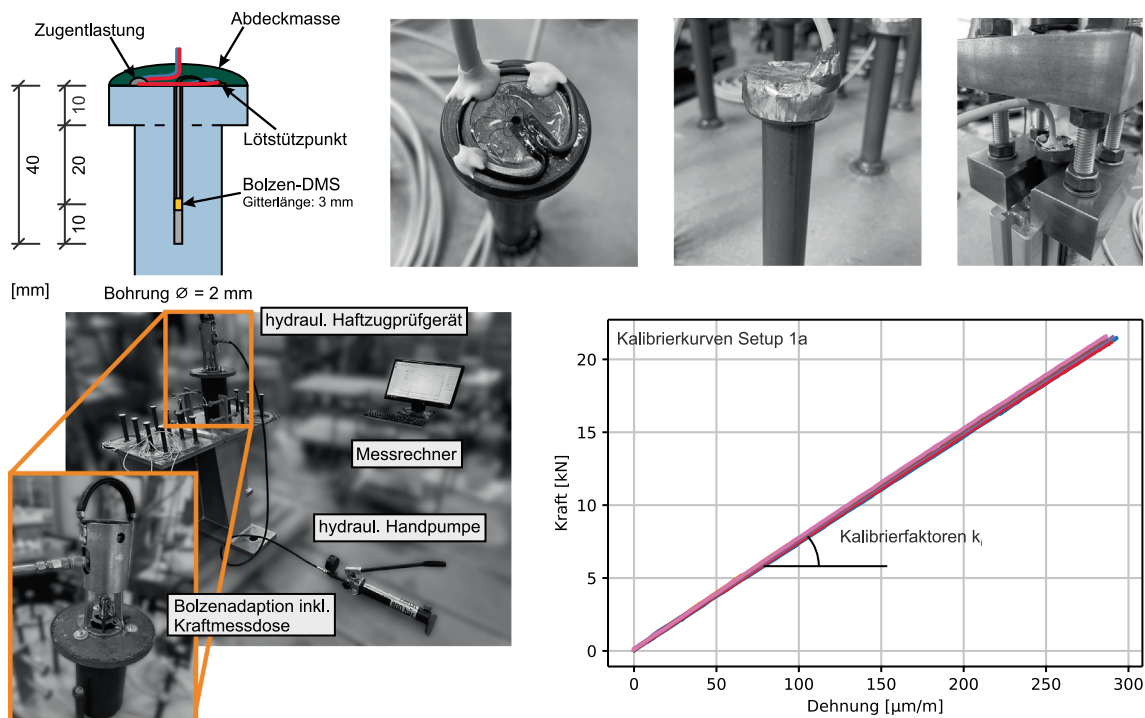 Zugentlastung
Abdeckmasse
10
40
20
10
Lötstützpunkt
Bolzen-DMS
Gitterlänge: 3 mm
[mm]
Bohrung Ø = 2 mm
hydraul. Haftzugprüfgerät
Messrechner
hydraul. Handpumpe
Bolzenadaption inkl.
Kraftmessdose
Kalibrierkurven Setup 1a
Kalibrierfaktoren kᵢ
Kraft [kN]
20
15
10
5
0
0 50 100 150 200 250 300
Dehnung [µm/m]